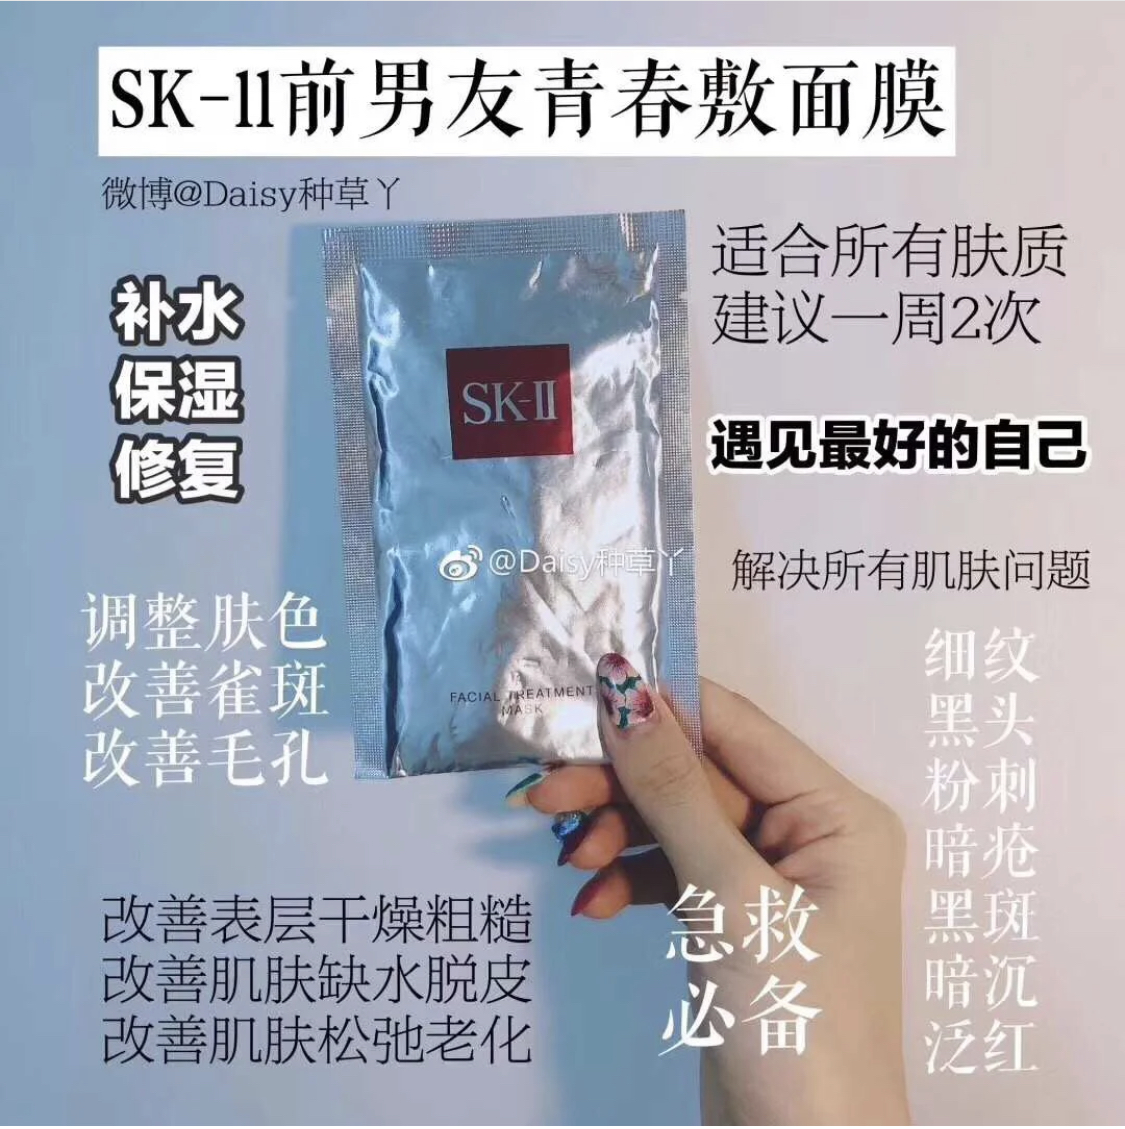 SK-11前男友青春敷面膜
微博@Daisy种草丫
适合所有肤质
建议一周2次
补水
保湿
修复
SK-II
遇见最好的自己
@Daisy种草丫
解决所有肌肤问题
调整肤色
改善雀斑
改善毛孔
FACIAL TREATMENT
MASK
细纹
黑头
粉刺
暗疮
黑斑
暗沉
泛红
急救
必备
改善表层干燥粗糙
改善肌肤缺水脱皮
改善肌肤松弛老化